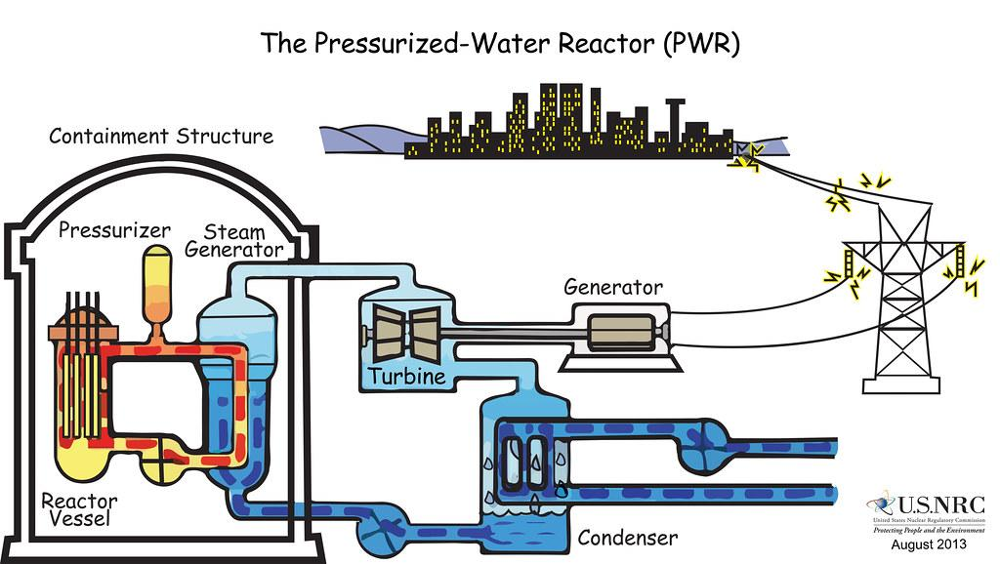 The Pressurized-Water Reactor (PWR)
Containment Structure
Pressurizer
Steam
Generator
Generator
Turbine
Reactor
Vessel
Condenser
U.S.NRC
United States Nuclear Regulatory Commission
Protecting People and the Environment
August 2013